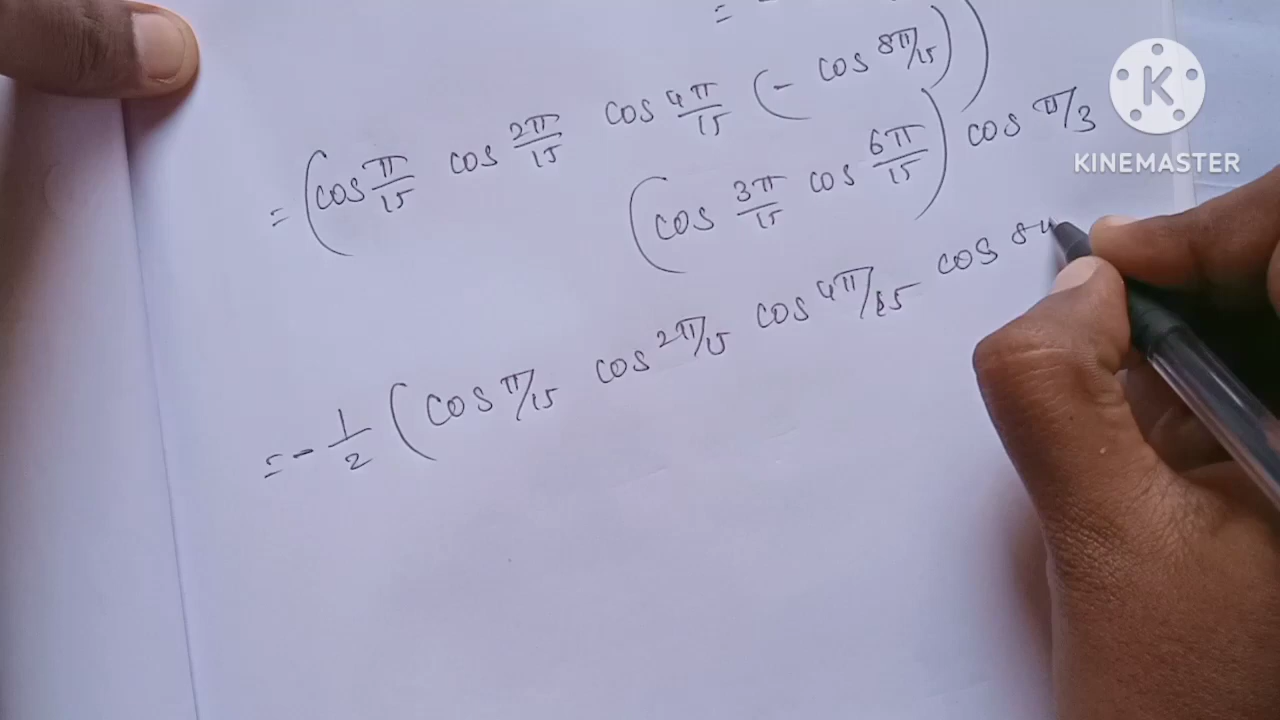 =
= (cos π/15 cos 2π/15 cos 4π/15 (- cos 8π/15))
(cos 3π/15 cos 6π/15) cos π/3
= - 1/2 (cos π/15 cos 2π/15 cos 4π/15 cos 8
K
KINEMASTER